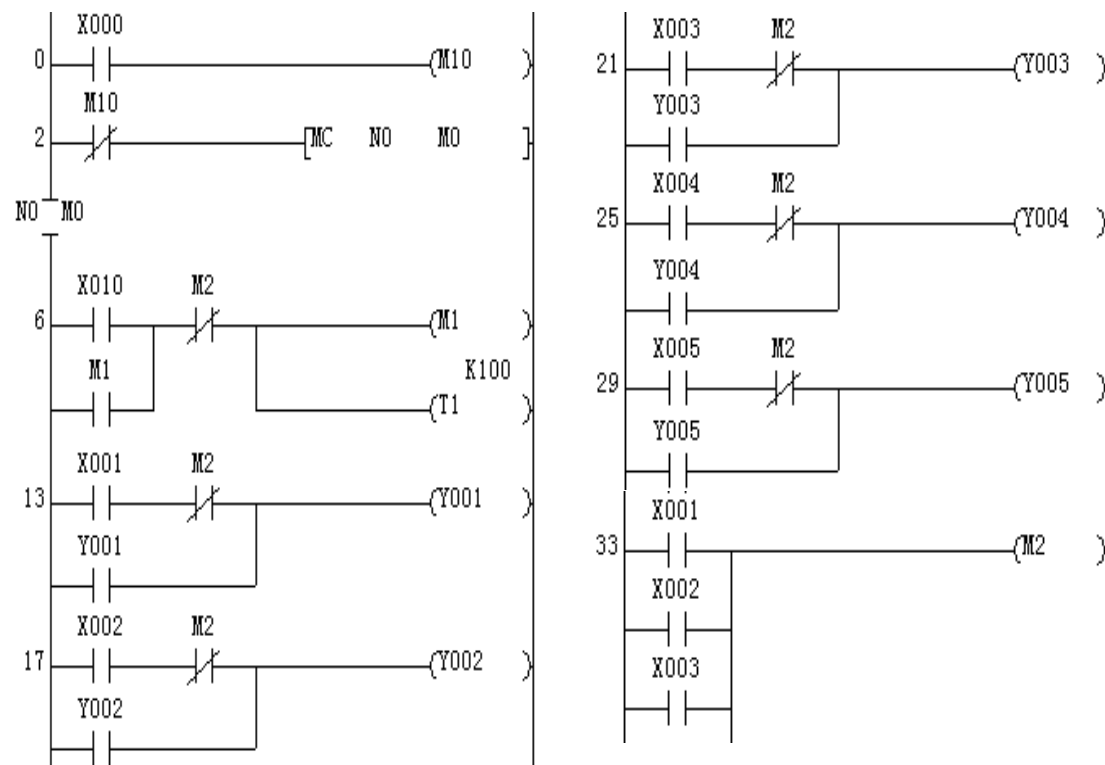 X000
0 (M10 )
M10
2 [MC N0 M0 ]
N0 M0
X010 M2
6 (M1 )
M1 K100
(T1 )
X001 M2
13 (Y001 )
Y001
X002 M2
17 (Y002 )
Y002
X003 M2
21 (Y003 )
Y003
X004 M2
25 (Y004 )
Y004
X005 M2
29 (Y005 )
Y005
X001
33 (M2 )
X002
X003